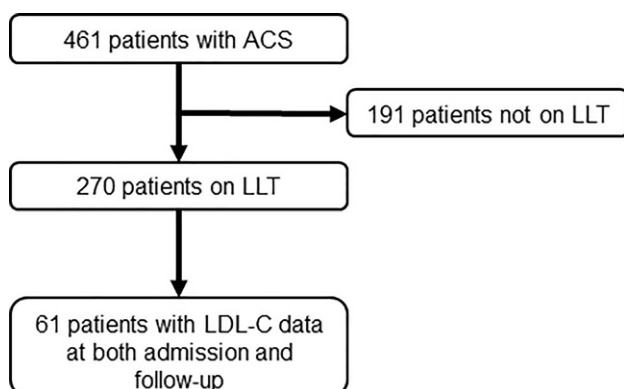 461 patients with ACS
191 patients not on LLT
270 patients on LLT
61 patients with LDL-C data
at both admission and
follow-up